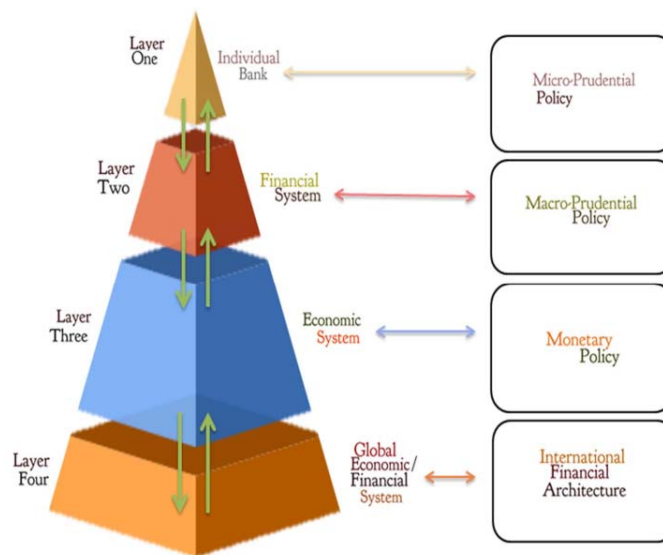 Layer
One
Individual
Bank
Micro-Prudential
Policy
Layer
Two
Financial
System
Macro-Prudential
Policy
Layer
Three
Economic
System
Monetary
Policy
Layer
Four
Global
Economic/
Financial
System
International
Financial
Architecture